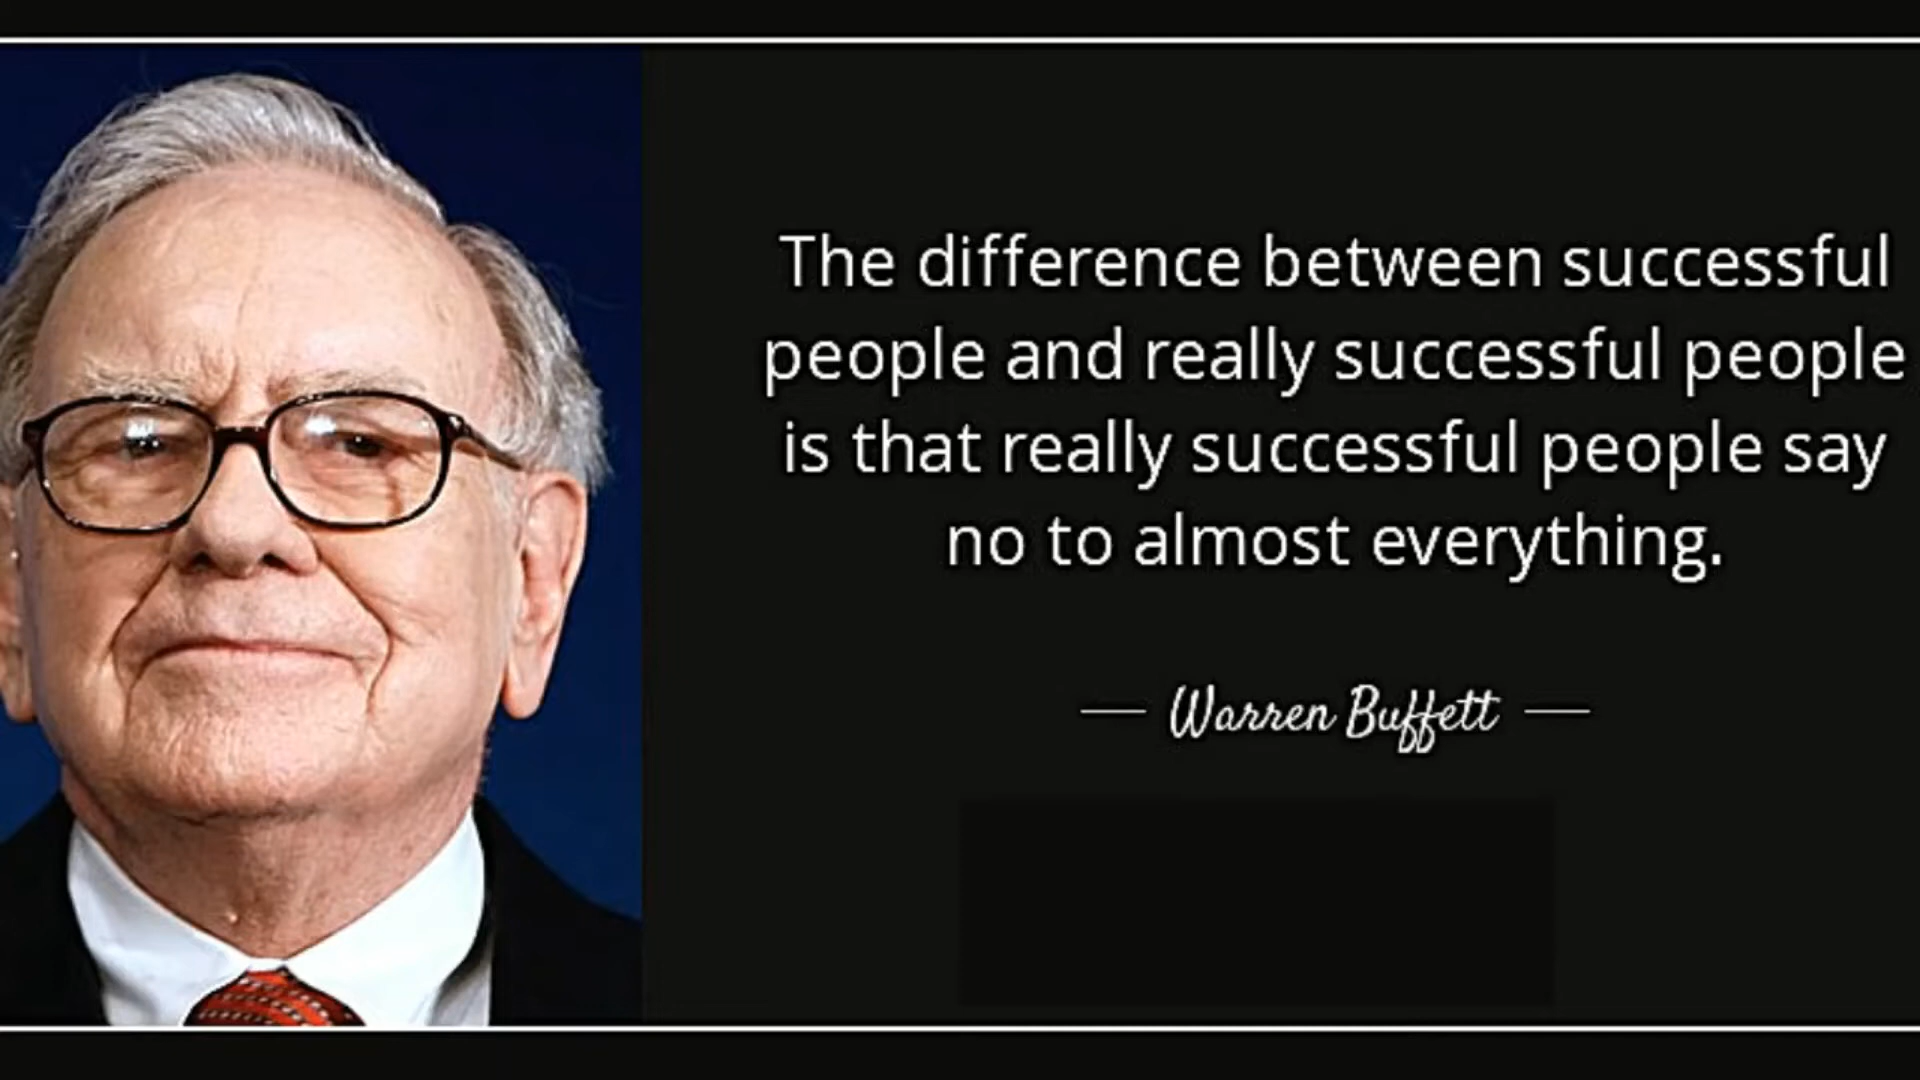 The difference between successful
people and really successful people
is that really successful people say
no to almost everything.
— Warren Buffett —